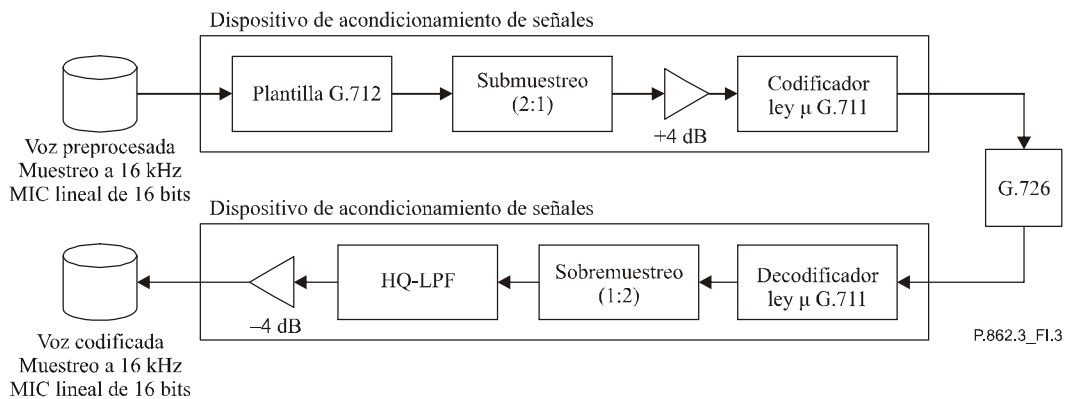 Dispositivo de acondicionamiento de señales
Plantilla G.712
Submuestreo
(2:1)
+4 dB
Codificador
ley μ G.711
Voz preprocesada
Muestreo a 16 kHz
MIC lineal de 16 bits
G.726
Dispositivo de acondicionamiento de señales
Decodificador
ley μ G.711
Sobremuestreo
(1:2)
HQ-LPF
–4 dB
Voz codificada
Muestreo a 16 kHz
MIC lineal de 16 bits
P.862.3_FI.3